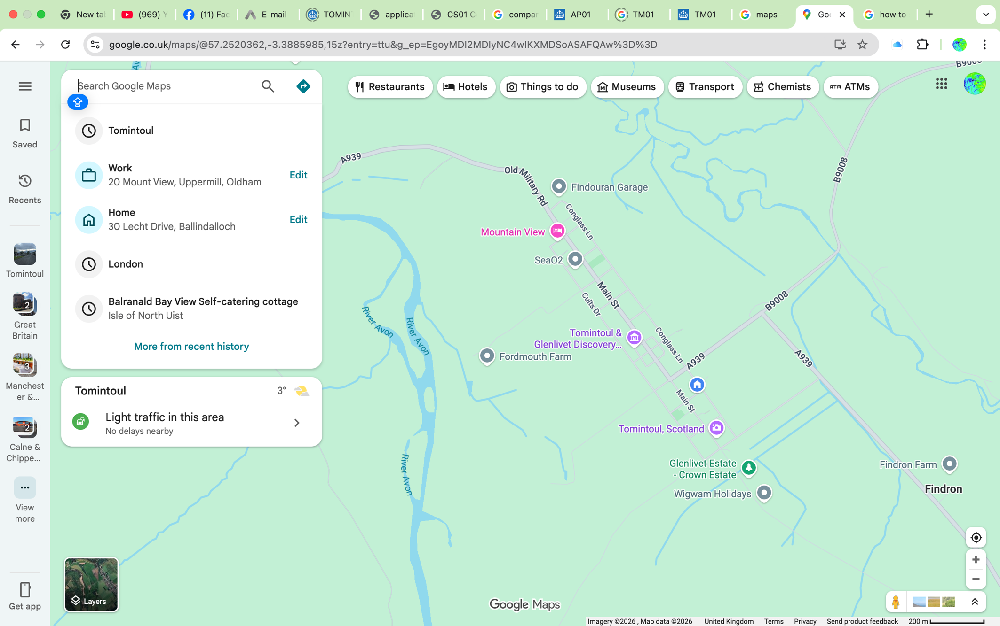 New ta
(969) Y
(11) Fac
E-mail
TOMIN
applica
CS01 C
compar
AP01
TM01 -
TM01
maps -
Goo
how to
google.co.uk/maps/@57.2520362,-3.3885985,15z?entry=ttu&g_ep=EgoyMDI2MDIyNC4wIKXMDSoASAFQAw%3D%3D
Search Google Maps
Restaurants
Hotels
Things to do
Museums
Transport
Chemists
ATM ATMs
Saved
Recents
Tomintoul
2
Great
Britain
3
Manchest
er &...
2
Calne &
Chippe...
View
more
Get app
Tomintoul
Work
20 Mount View, Uppermill, Oldham
Edit
Home
30 Lecht Drive, Ballindalloch
Edit
London
Balranald Bay View Self-catering cottage
Isle of North Uist
More from recent history
Tomintoul
3°
Light traffic in this area
No delays nearby
Layers
Av
B9008
A939
Old Military Rd
Findouran Garage
B9008
Conglass Ln
Mountain View
SeaO2
Main St
Cults Dr
B9008
River Avon
River Avon
Tomintoul &
Glenlivet Discovery...
Conglass Ln
Fordmouth Farm
A939
A939
Main St
Tomintoul, Scotland
River Avon
Glenlivet Estate
- Crown Estate
Findron Farm
Findron
Wigwam Holidays
Google Maps
Imagery ©2026 , Map data ©2026
United Kingdom
Terms
Privacy
Send product feedback
200 m